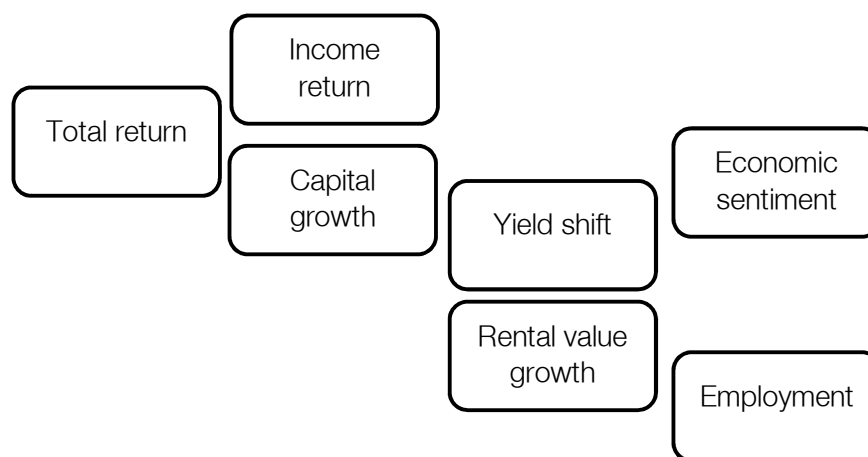 Income
return
Total return
Capital
growth
Economic
sentiment
Yield shift
Rental value
growth
Employment